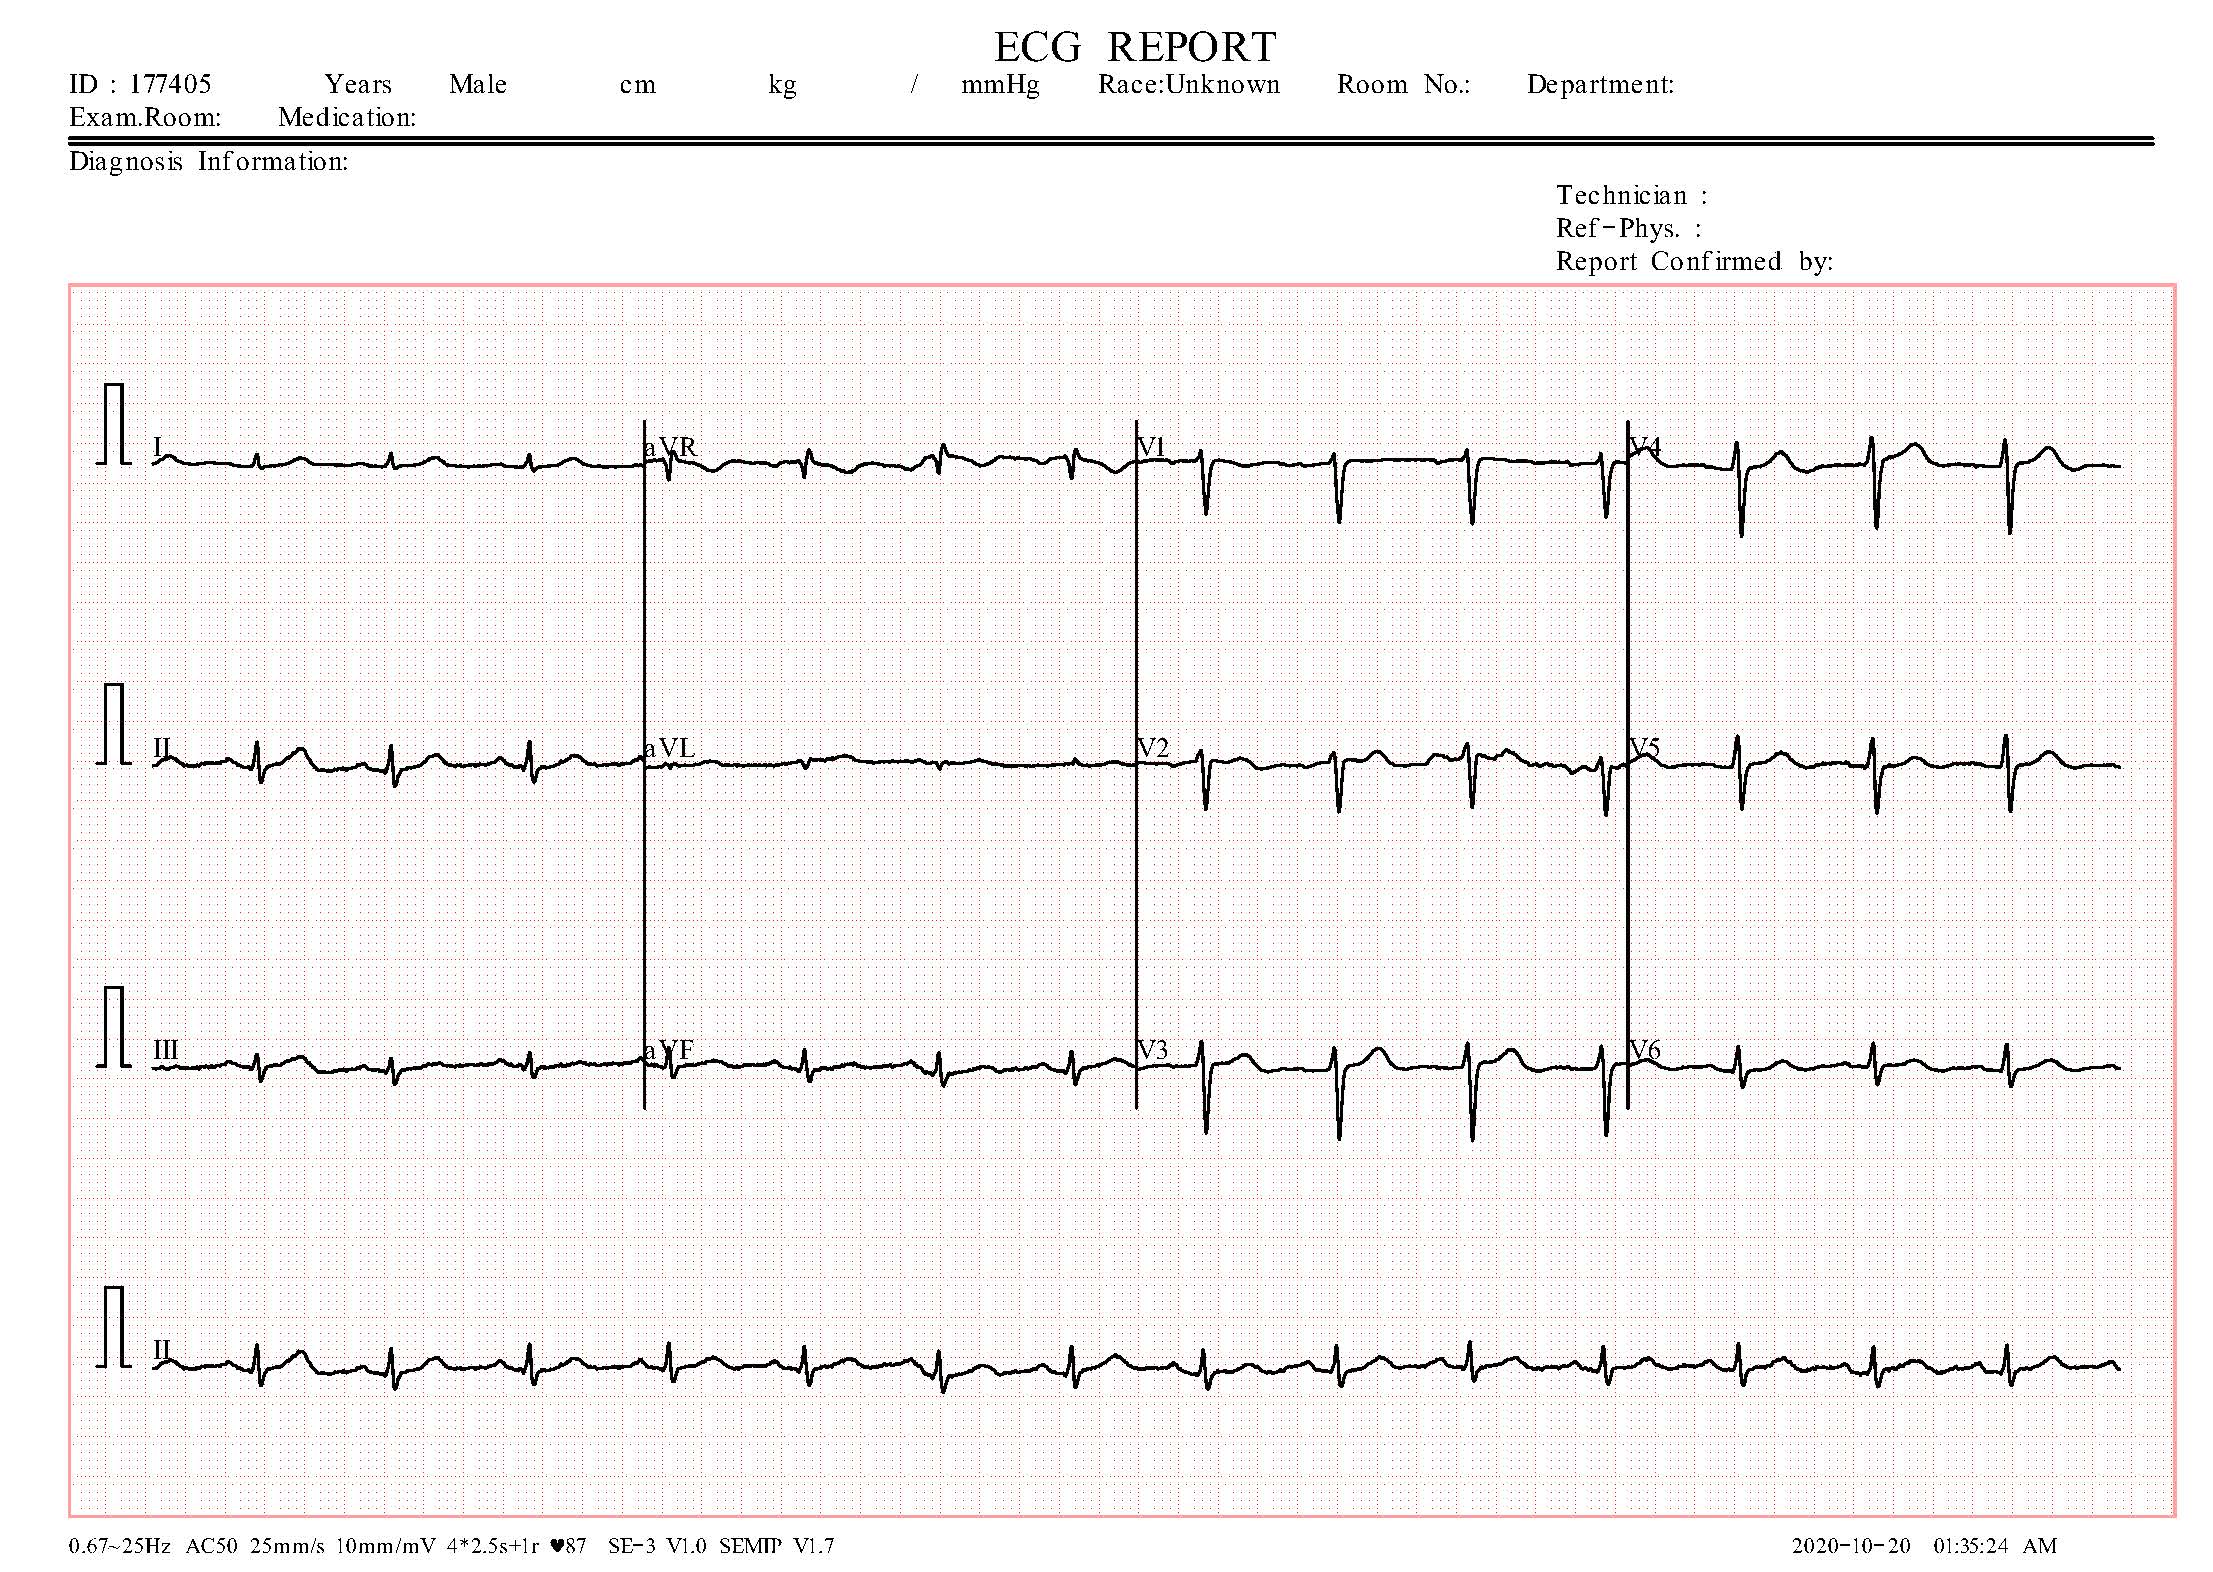 ECG REPORT
ID : 177405 Years Male cm kg / mmHg Race:Unknown Room No.: Department:
Exam.Room: Medication:
Diagnosis Information:
Technician :
Ref-Phys. :
Report Confirmed by:
I aVR V1 V4
II aVL V2 V5
III aVF V3 V6
II
0.67~25Hz AC50 25mm/s 10mm/mV 4*2.5s+1r ♥87 SE-3 V1.0 SEMIP V1.7 2020-10-20 01:35:24 AM